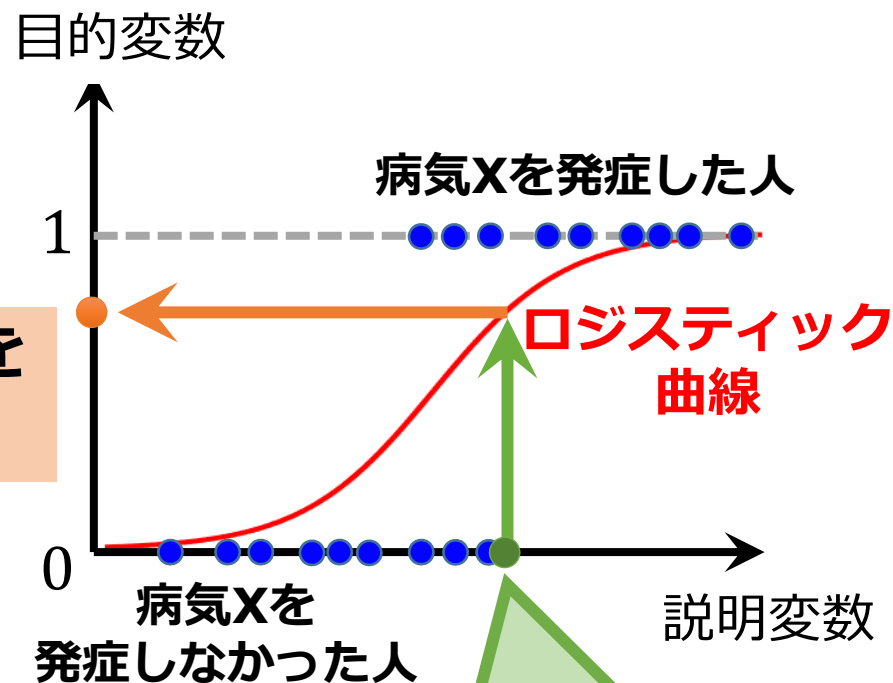 目的変数
病気Xを発症した人
1
を
ロジスティック
曲線
0
病気Xを
発症しなかった人
説明変数